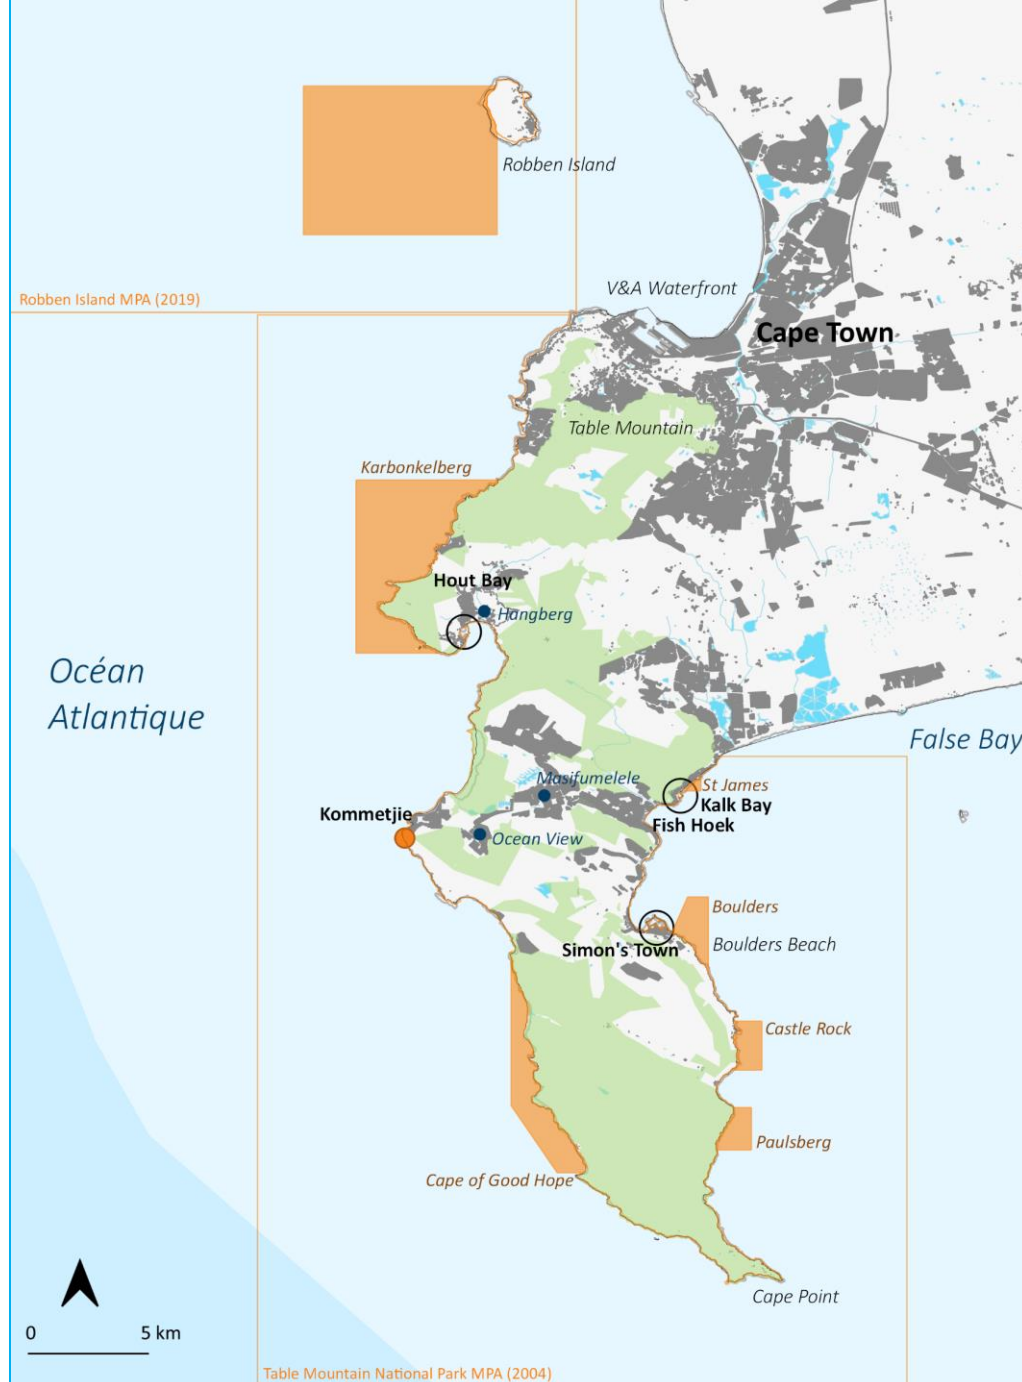 Robben Island
Robben Island MPA (2019)
V&A Waterfront
Cape Town
Table Mountain
Karbonkelberg
Hout Bay
Hangberg
Océan
Atlantique
False Bay
Masifumelele
St James
Kalk Bay
Kommetjie
Fish Hoek
Ocean View
Boulders
Boulders Beach
Simon's Town
Castle Rock
Paulsberg
Cape of Good Hope
Cape Point
0 5 km
Table Mountain National Park MPA (2004)